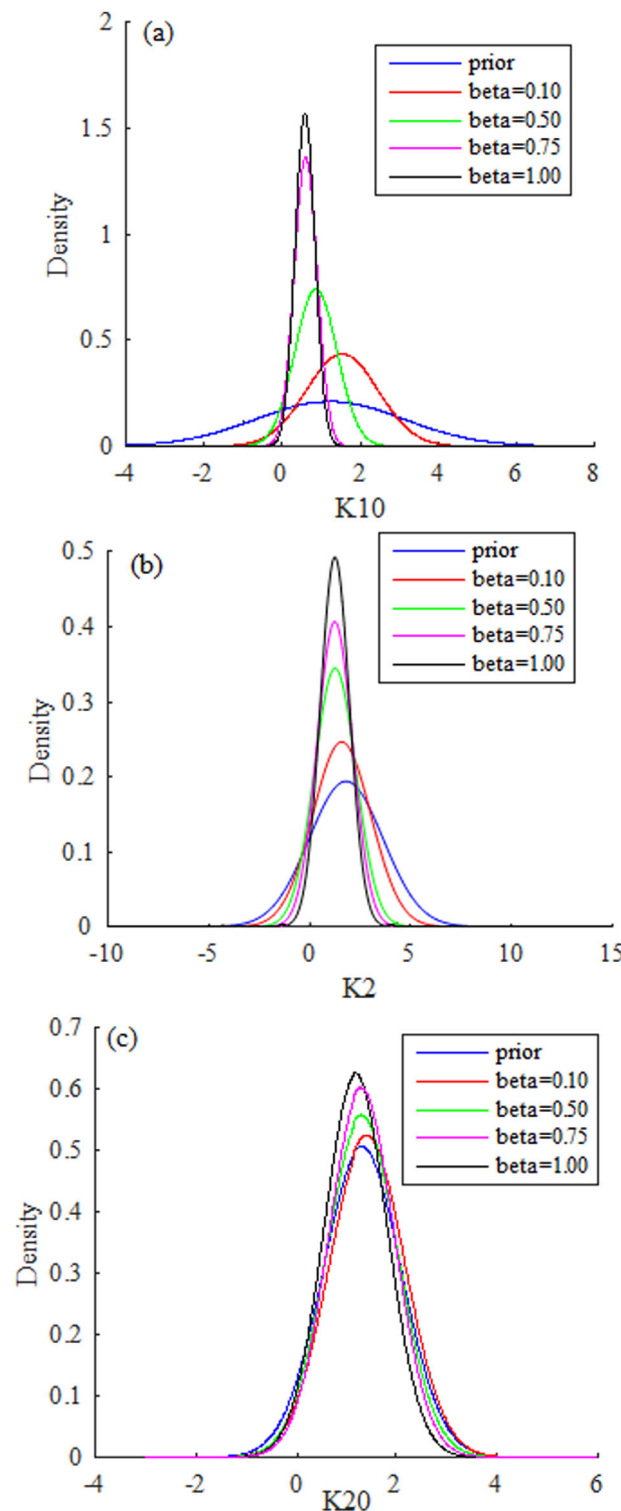 (a)
2
1.5
1
0.5
0
Density
prior
beta=0.10
beta=0.50
beta=0.75
beta=1.00
-4 -2 0 2 4 6 8
K10
(b)
0.5
0.4
0.3
0.2
0.1
0
Density
prior
beta=0.10
beta=0.50
beta=0.75
beta=1.00
-10 -5 0 5 10 15
K2
(c)
0.7
0.6
0.5
0.4
0.3
0.2
0.1
0
Density
prior
beta=0.10
beta=0.50
beta=0.75
beta=1.00
-4 -2 0 2 4 6
K20